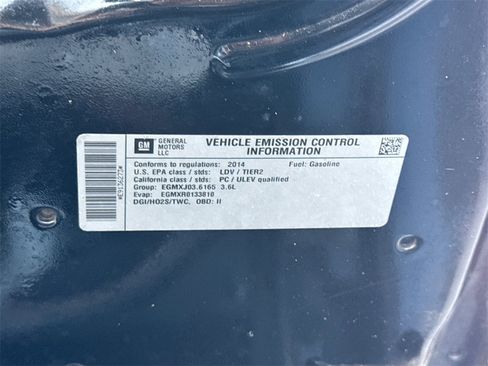 GM GENERAL MOTORS LLC
VEHICLE EMISSION CONTROL INFORMATION
Conforms to regulations: 2014 Fuel: Gasoline
U.S. EPA class / stds: LDV / TIER2
California class / stds: PC / ULEV qualified
Group: EGMXJ03.6165 3.6L
Evap: EGMXR0133810
DGI/HO2S/TWC, OBD: II